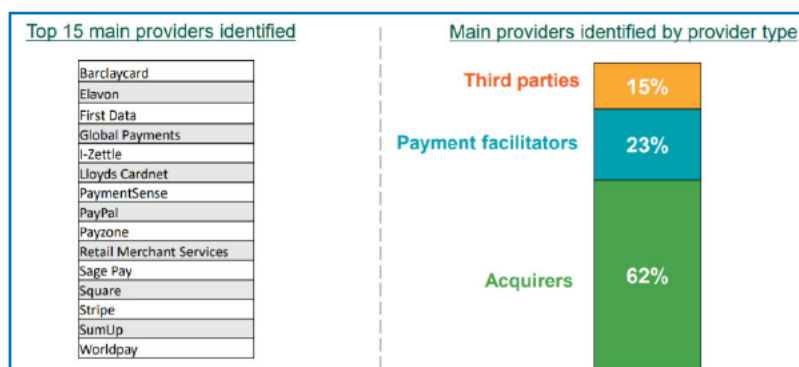 Top 15 main providers identified
Barclaycard
Elavon
First Data
Global Payments
I-Zettle
Lloyds Cardnet
PaymentSense
PayPal
Payzone
Retail Merchant Services
Sage Pay
Square
Stripe
SumUp
Worldpay
Main providers identified by provider type
Third parties 15%
Payment facilitators 23%
Acquirers 62%